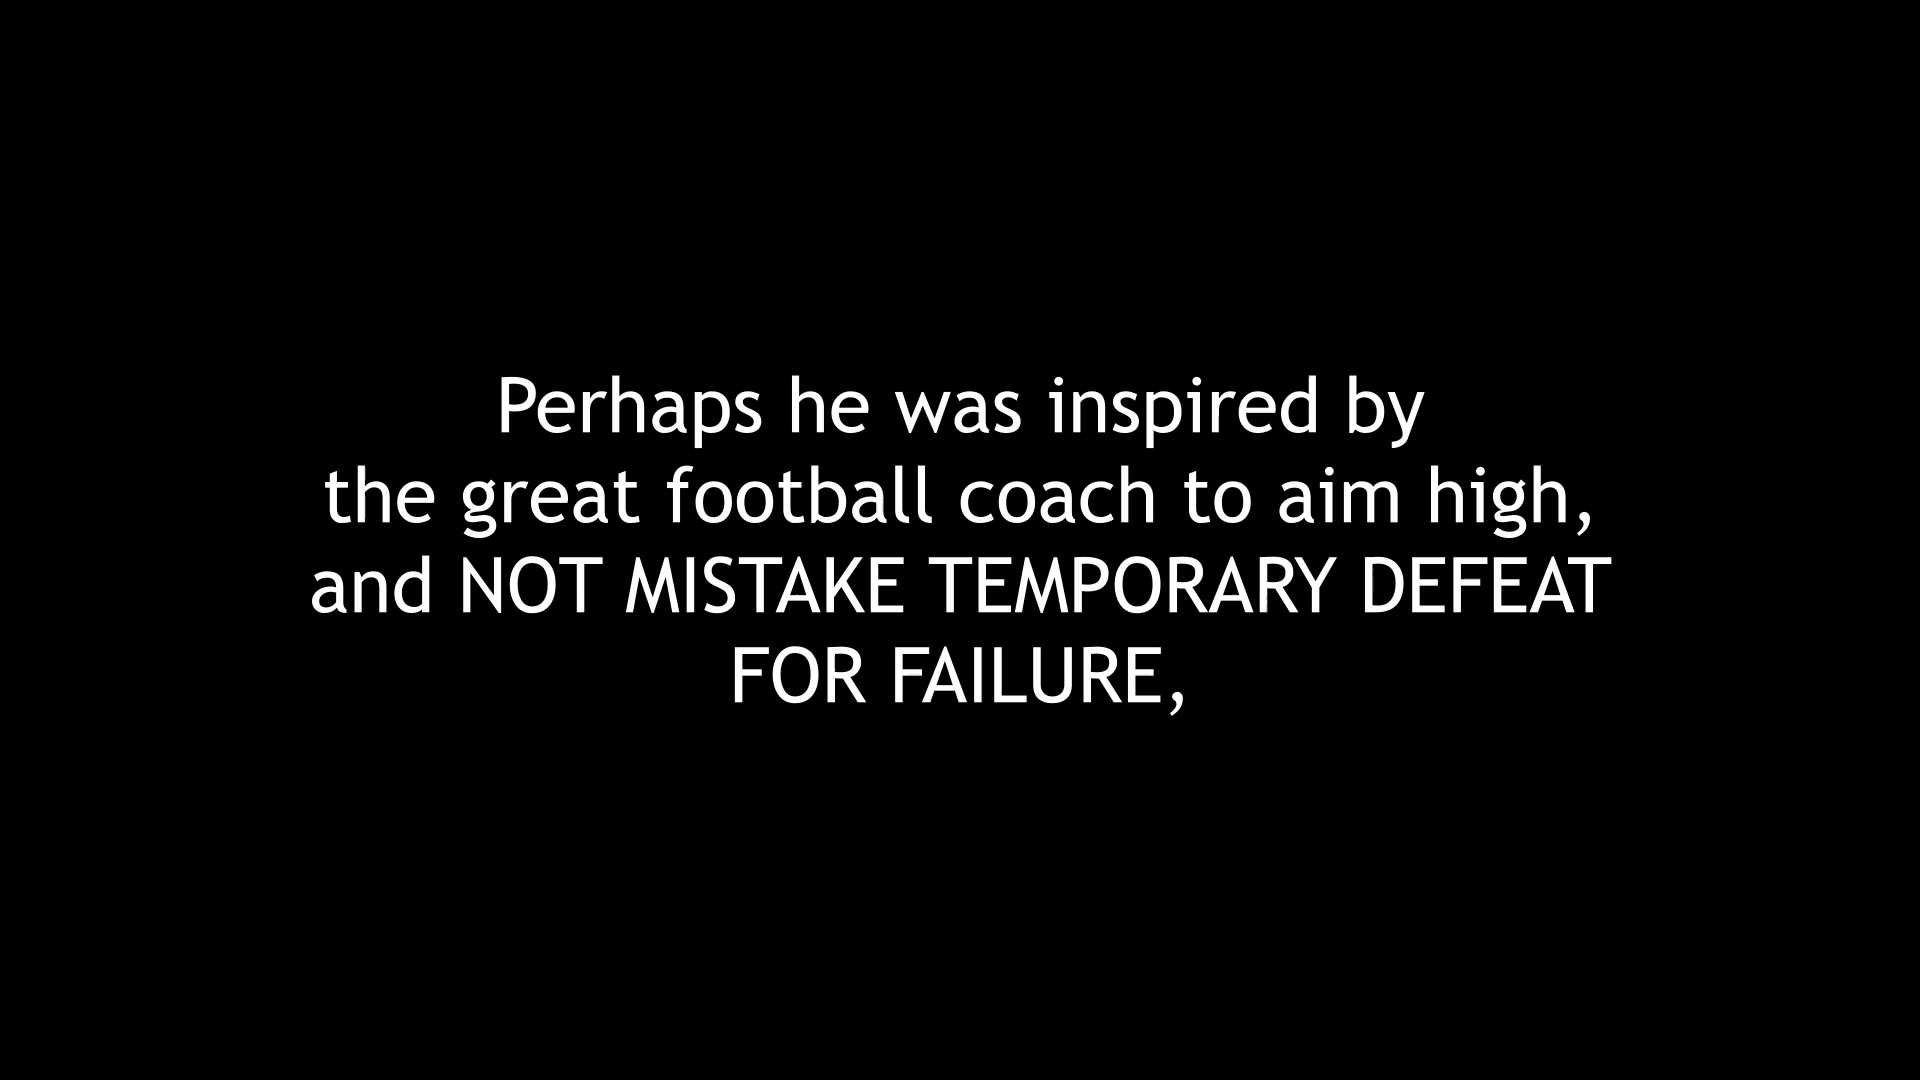 Perhaps he was inspired by
the great football coach to aim high,
and NOT MISTAKE TEMPORARY DEFEAT
FOR FAILURE,